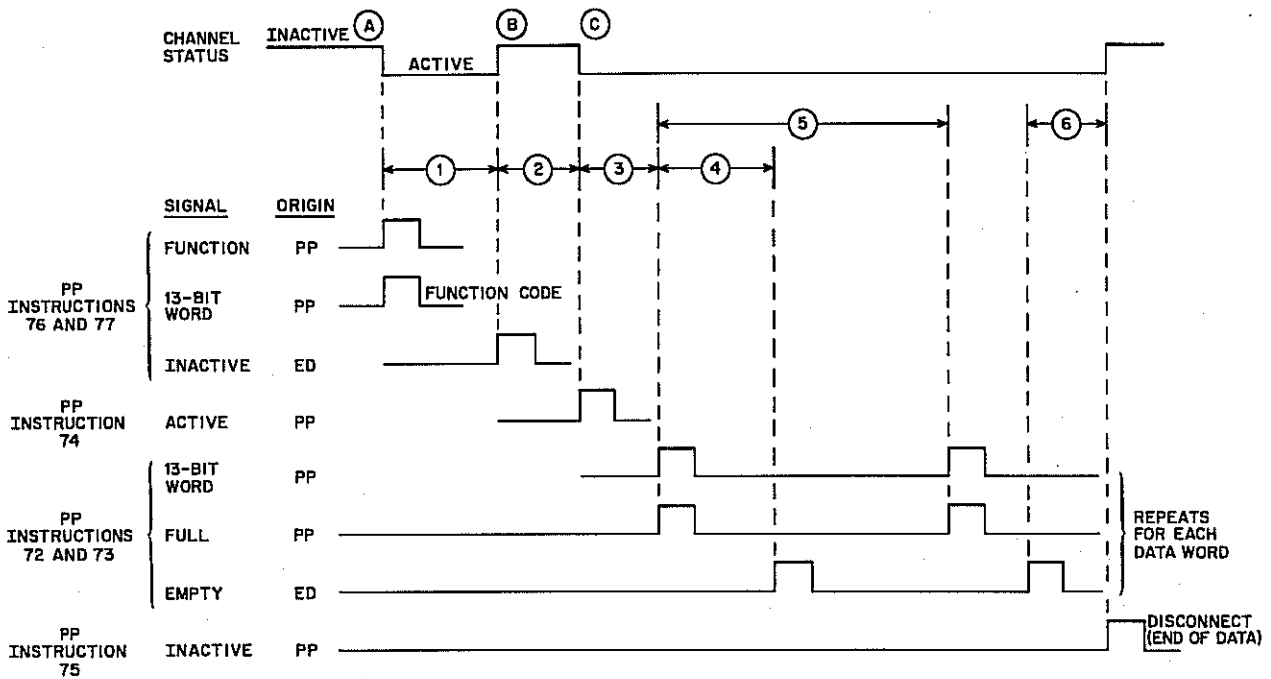 CHANNEL STATUS
INACTIVE
A
B
C
ACTIVE
5
6
1
2
3
4
SIGNAL
ORIGIN
PP INSTRUCTIONS 76 AND 77
FUNCTION
PP
13-BIT WORD
PP
FUNCTION CODE
INACTIVE
ED
PP INSTRUCTION 74
ACTIVE
PP
PP INSTRUCTIONS 72 AND 73
13-BIT WORD
PP
FULL
PP
EMPTY
ED
REPEATS FOR EACH DATA WORD
PP INSTRUCTION 75
INACTIVE
PP
DISCONNECT (END OF DATA)